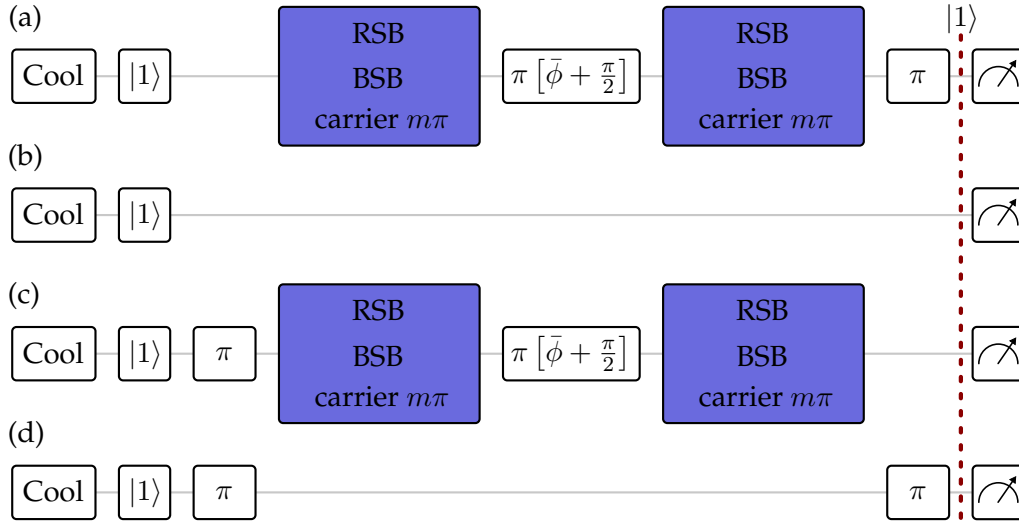 (a)
|1⟩
Cool |1⟩ RSB BSB carrier mπ π [φ̄ + π/2] RSB BSB carrier mπ π
(b)
Cool |1⟩
(c)
Cool |1⟩ π RSB BSB carrier mπ π [φ̄ + π/2] RSB BSB carrier mπ
(d)
Cool |1⟩ π π